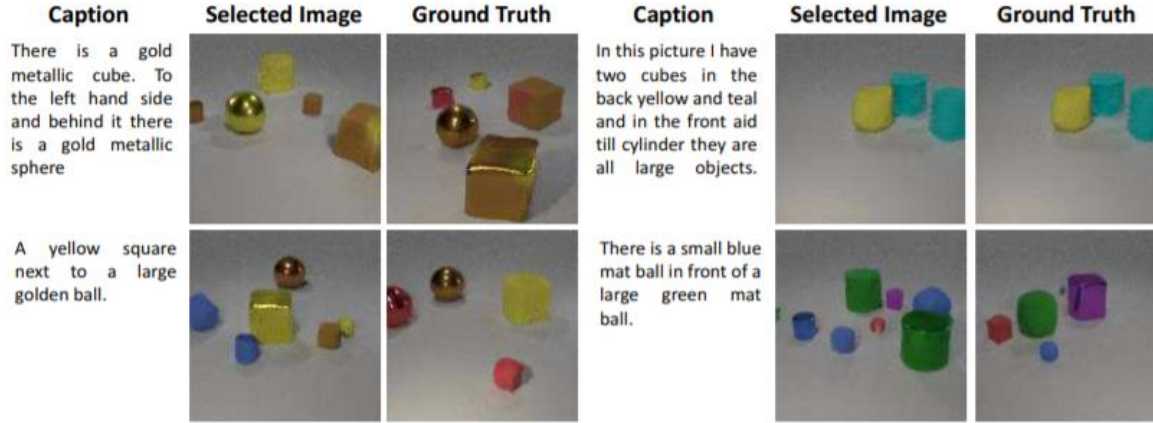 Caption Selected Image Ground Truth Caption Selected Image Ground Truth
There is a gold
metallic cube. To
the left hand side
and behind it there
is a gold metallic
sphere
In this picture I have
two cubes in the
back yellow and teal
and in the front aid
till cylinder they are
all large objects.
A yellow square
next to a large
golden ball.
There is a small blue
mat ball in front of a
large green mat
ball.